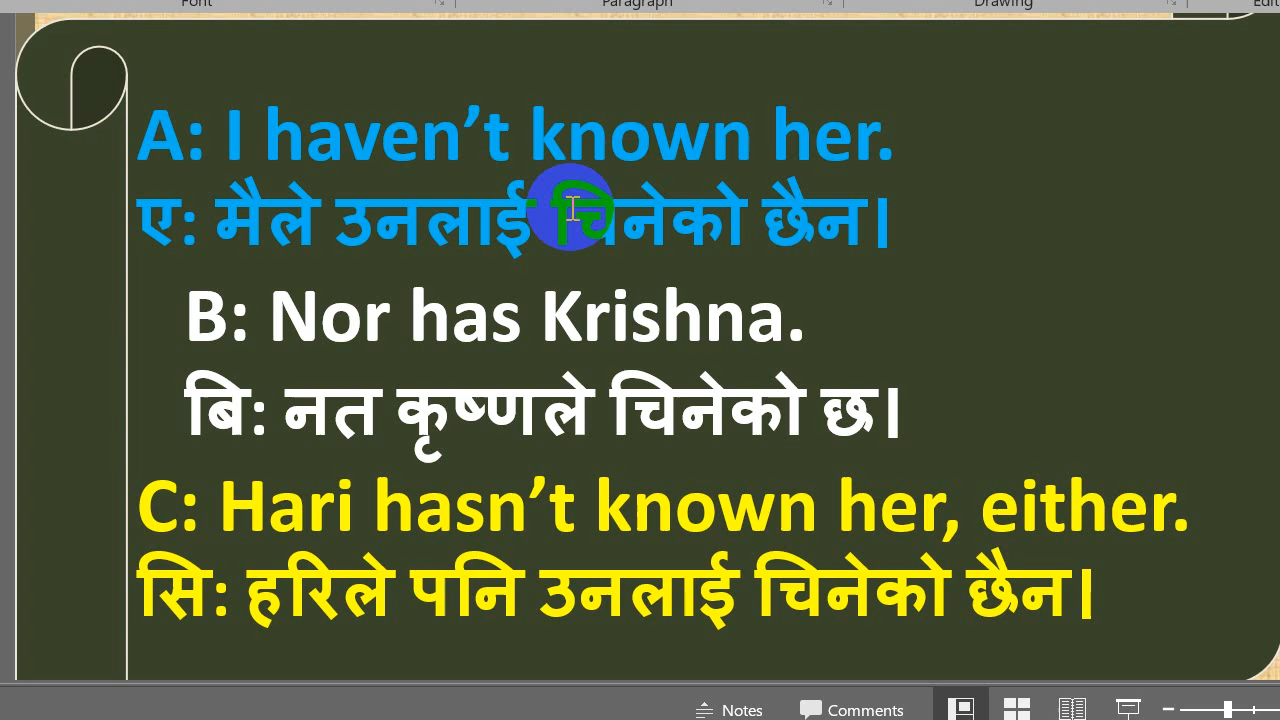 Font Paragraph Drawing
A: I haven’t known her.
ए: मैले उनलाई चिनेको छैन।
B: Nor has Krishna.
बि: नत कृष्णले चिनेको छ।
C: Hari hasn’t known her, either.
सि: हरिले पनि उनलाई चिनेको छैन।
Notes Comments